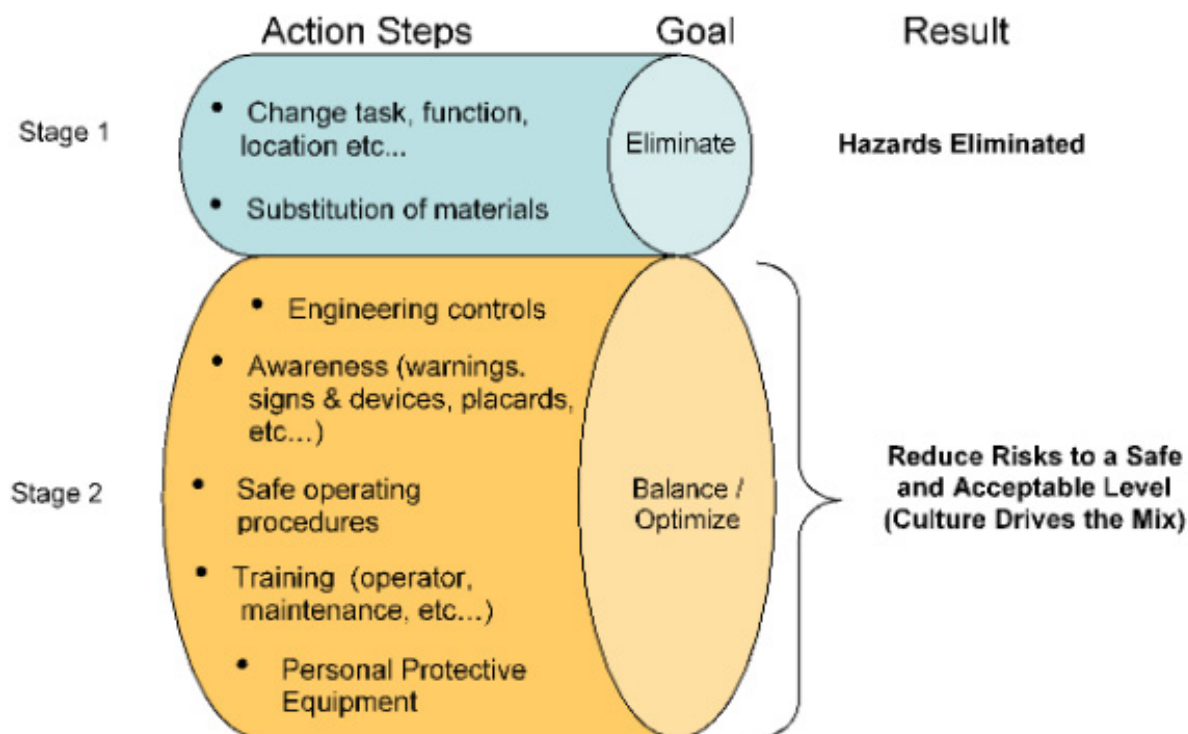 Action Steps Goal Result
Stage 1
• Change task, function,
location etc...
• Substitution of materials
Eliminate
Hazards Eliminated
Stage 2
• Engineering controls
• Awareness (warnings.
signs & devices, placards,
etc...)
• Safe operating
procedures
• Training (operator,
maintenance, etc...)
• Personal Protective
Equipment
Balance /
Optimize
Reduce Risks to a Safe
and Acceptable Level
(Culture Drives the Mix)